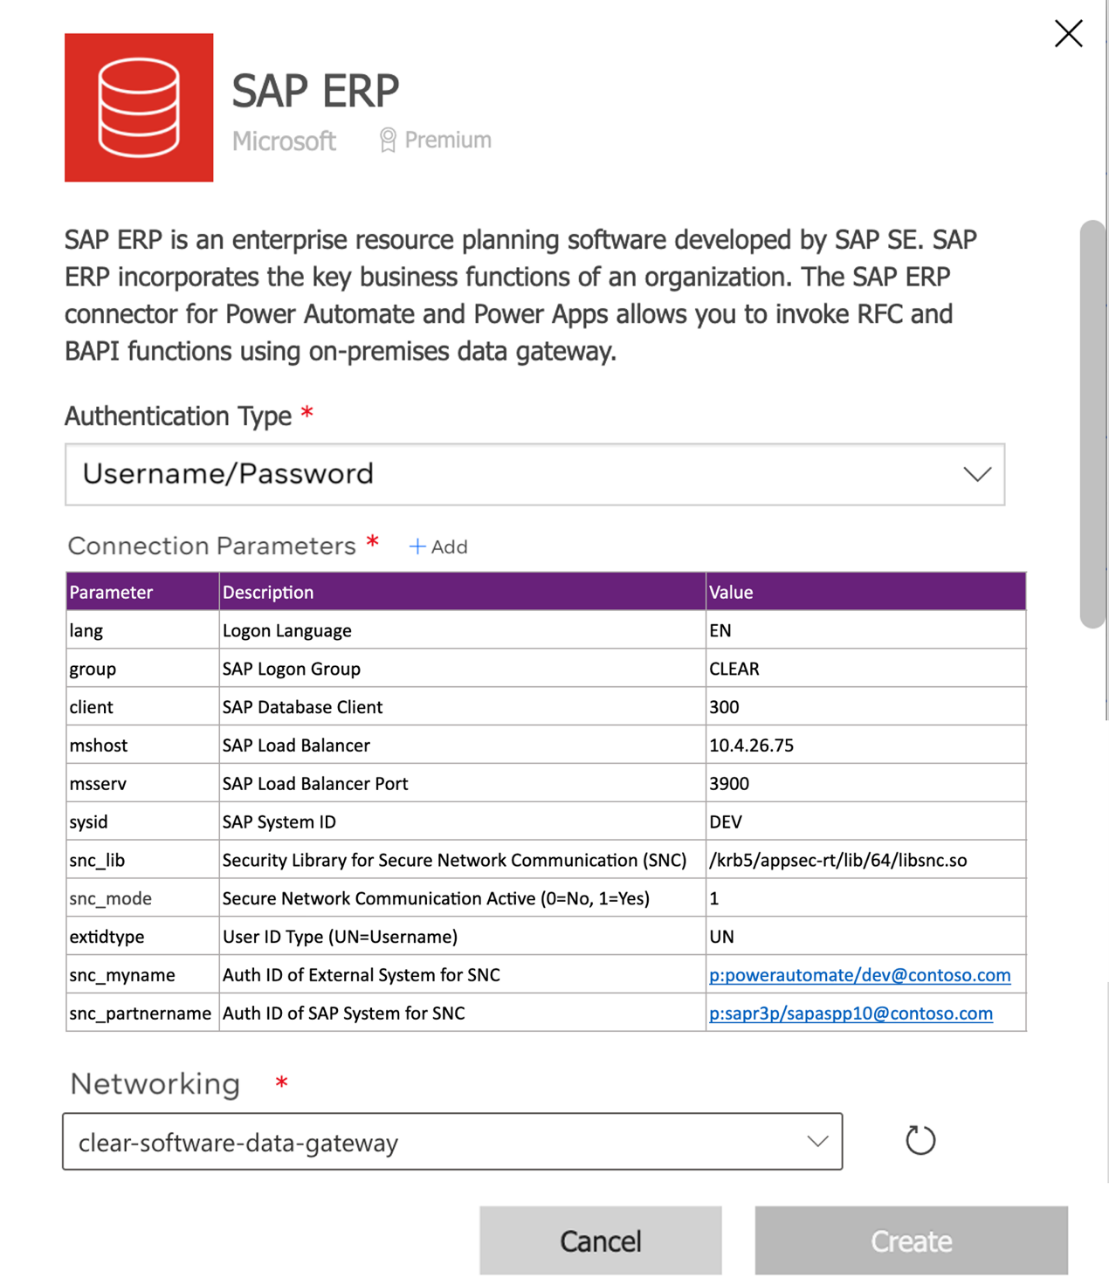 SAP ERP
Microsoft Premium
SAP ERP is an enterprise resource planning software developed by SAP SE. SAP
ERP incorporates the key business functions of an organization. The SAP ERP
connector for Power Automate and Power Apps allows you to invoke RFC and
BAPI functions using on-premises data gateway.
Authentication Type *
Username/Password
Connection Parameters * + Add
Parameter Description Value
lang Logon Language EN
group SAP Logon Group CLEAR
client SAP Database Client 300
mshost SAP Load Balancer 10.4.26.75
msserv SAP Load Balancer Port 3900
sysid SAP System ID DEV
snc_lib Security Library for Secure Network Communication (SNC) /krb5/appsec-rt/lib/64/libsnc.so
snc_mode Secure Network Communication Active (0=No, 1=Yes) 1
extidtype User ID Type (UN=Username) UN
snc_myname Auth ID of External System for SNC p:powerautomate/dev@contoso.com
snc_partnername Auth ID of SAP System for SNC p:sapr3p/sapaspp10@contoso.com
Networking *
clear-software-data-gateway
Cancel Create